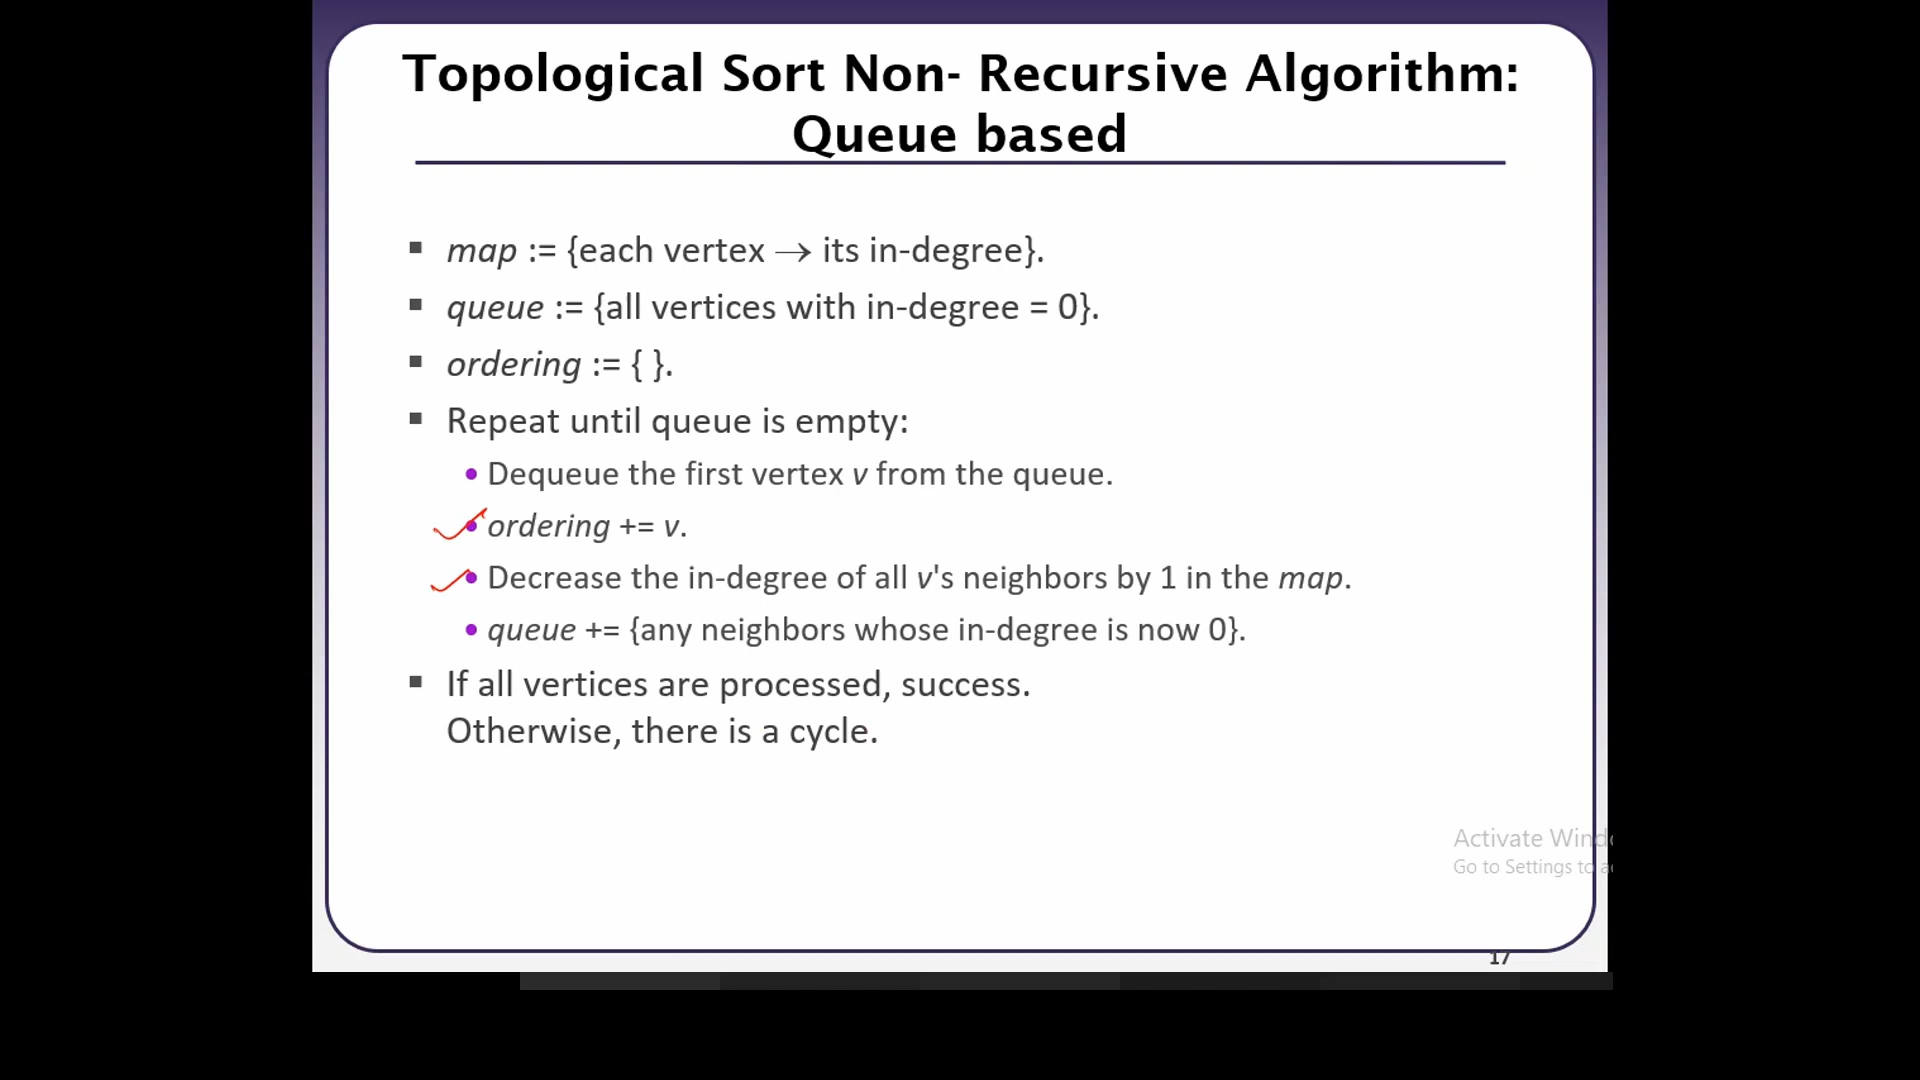 Topological Sort Non- Recursive Algorithm:
Queue based
▪ map := {each vertex → its in-degree}.
▪ queue := {all vertices with in-degree = 0}.
▪ ordering := { }.
▪ Repeat until queue is empty:
• Dequeue the first vertex v from the queue.
• ordering += v.
• Decrease the in-degree of all v's neighbors by 1 in the map.
• queue += {any neighbors whose in-degree is now 0}.
▪ If all vertices are processed, success.
Otherwise, there is a cycle.
Activate
Go to Settings to
17